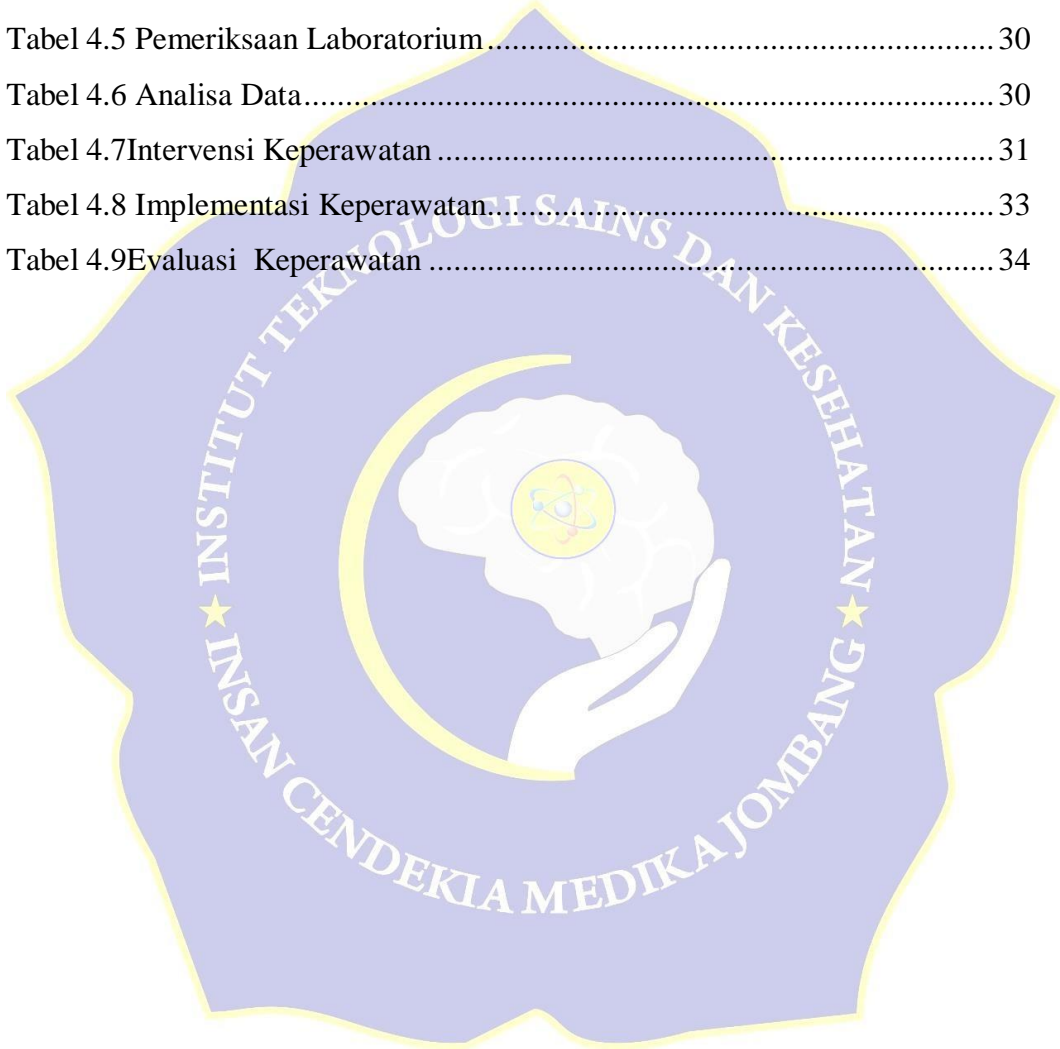 Tabel 4.5 Pemeriksaan Laboratorium................................................................ 30
Tabel 4.6 Analisa Data....................................................................................... 30
Tabel 4.7Intervensi Keperawatan ...................................................................... 31
Tabel 4.8 Implementasi Keperawatan................................................................ 33
Tabel 4.9Evaluasi  Keperawatan ....................................................................... 34
INSTITUT TEKNOLOGI SAINS DAN KESEHATAN
INSAN CENDEKIA MEDIKA JOMBANG